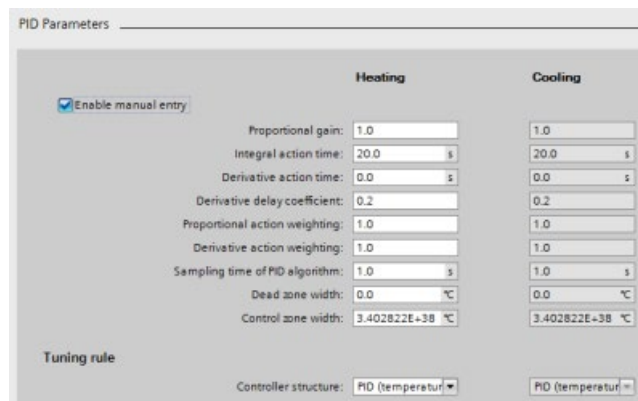 PID Parameters
Heating Cooling
Enable manual entry
Proportional gain: 1.0 1.0
Integral action time: 20.0 s 20.0 s
Derivative action time: 0.0 s 0.0 s
Derivative delay coefficient: 0.2 0.2
Proportional action weighting: 1.0 1.0
Derivative action weighting: 1.0 1.0
Sampling time of PID algorithm: 1.0 s 1.0 s
Dead zone width: 0.0 °C 0.0 °C
Control zone width: 3.402822E+38 °C 3.402822E+38 °C
Tuning rule
Controller structure: PID (temperatur PID (temperatur